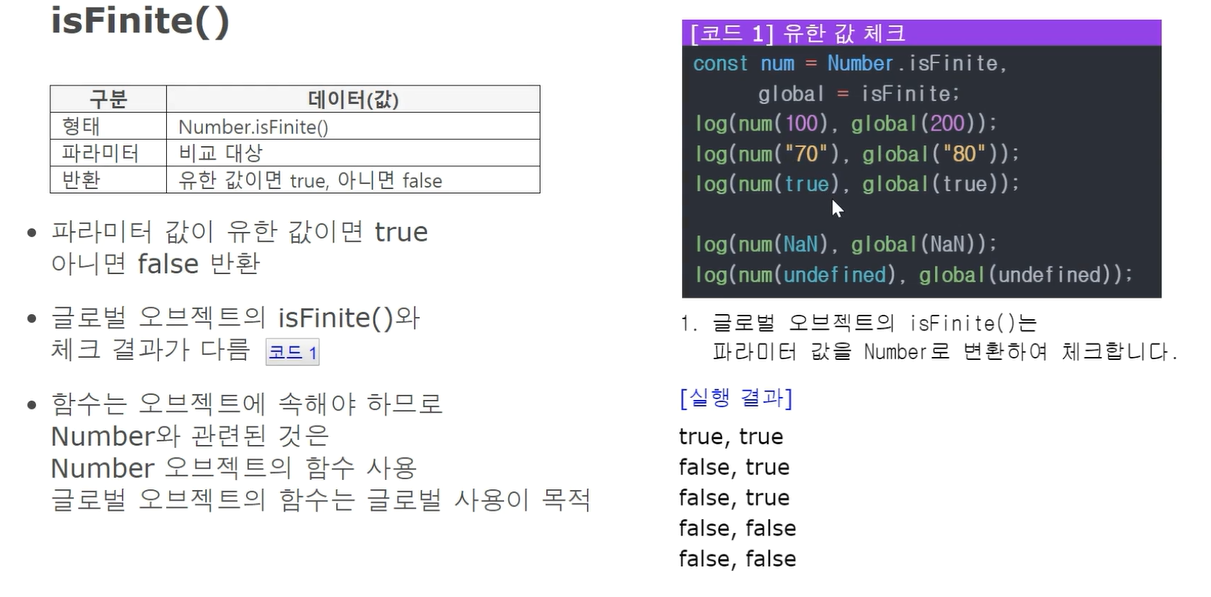 isFinite()
구분 데이터(값)
형태 Number.isFinite()
파라미터 비교 대상
반환 유한 값이면 true, 아니면 false
• 파라미터 값이 유한 값이면 true
아니면 false 반환
• 글로벌 오브젝트의 isFinite()와
체크 결과가 다름 코드 1
• 함수는 오브젝트에 속해야 하므로
Number와 관련된 것은
Number 오브젝트의 함수 사용
글로벌 오브젝트의 함수는 글로벌 사용이 목적
[코드 1] 유한 값 체크
const num = Number.isFinite,
global = isFinite;
log(num(100), global(200));
log(num("70"), global("80"));
log(num(true), global(true));
log(num(NaN), global(NaN));
log(num(undefined), global(undefined));
1. 글로벌 오브젝트의 isFinite()는
파라미터 값을 Number로 변환하여 체크합니다.
[실행 결과]
true, true
false, true
false, true
false, false
false, false